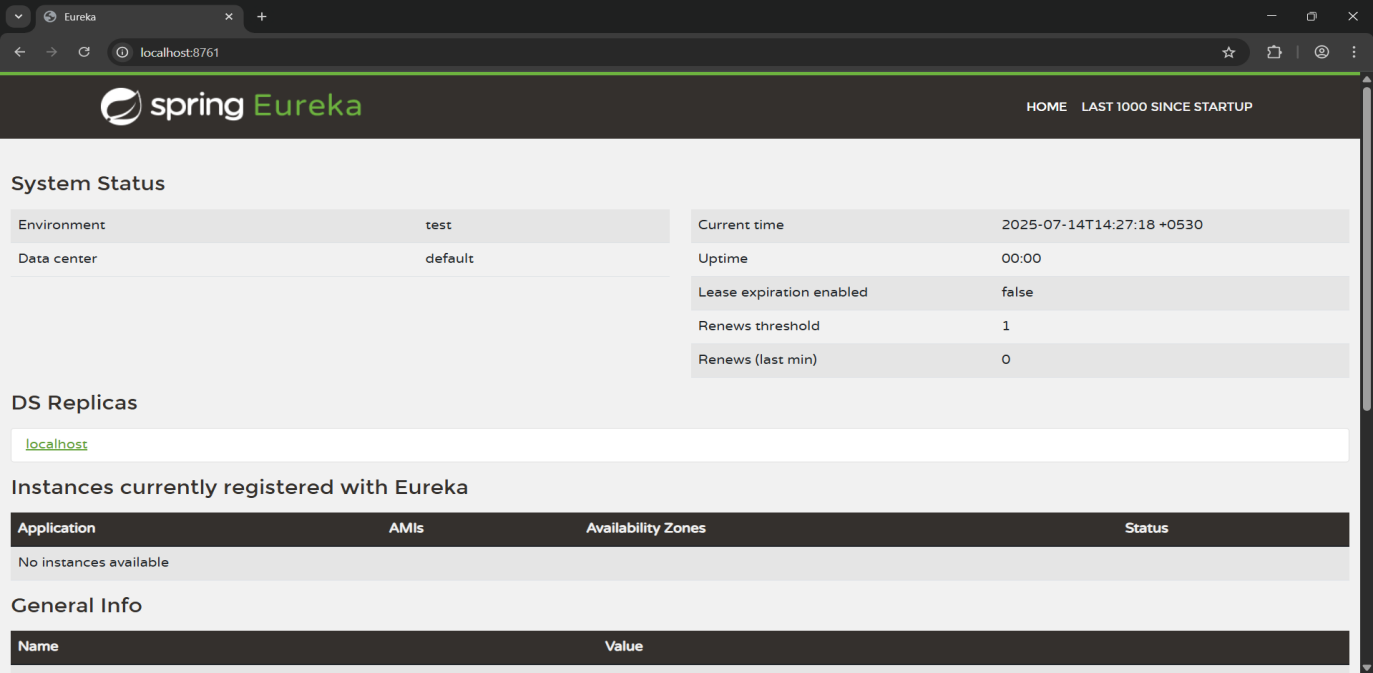 Eureka
localhost:8761
spring Eureka
HOME LAST 1000 SINCE STARTUP
System Status
Environment test
Data center default
Current time 2025-07-14T14:27:18 +0530
Uptime 00:00
Lease expiration enabled false
Renews threshold 1
Renews (last min) 0
DS Replicas
localhost
Instances currently registered with Eureka
Application AMIs Availability Zones Status
No instances available
General Info
Name Value